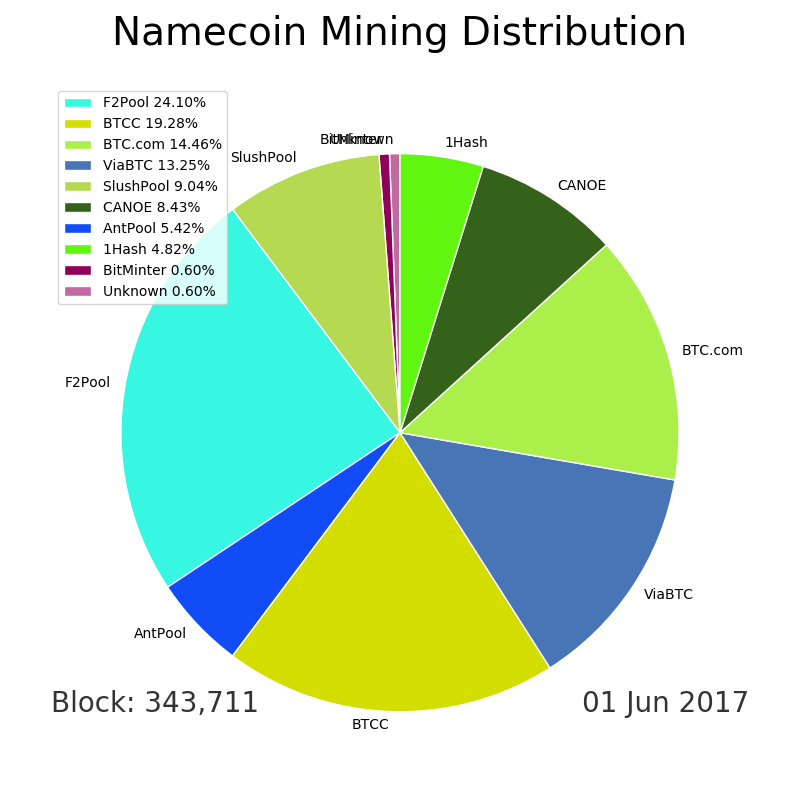 Namecoin Mining Distribution
F2Pool 24.10%
BTCC 19.28%
BTC.com 14.46%
ViaBTC 13.25%
SlushPool 9.04%
CANOE 8.43%
AntPool 5.42%
1Hash 4.82%
BitMinter 0.60%
Unknown 0.60%
BitMinter
Unknown
1Hash
SlushPool
CANOE
BTC.com
F2Pool
ViaBTC
AntPool
Block: 343,711
01 Jun 2017
BTCC